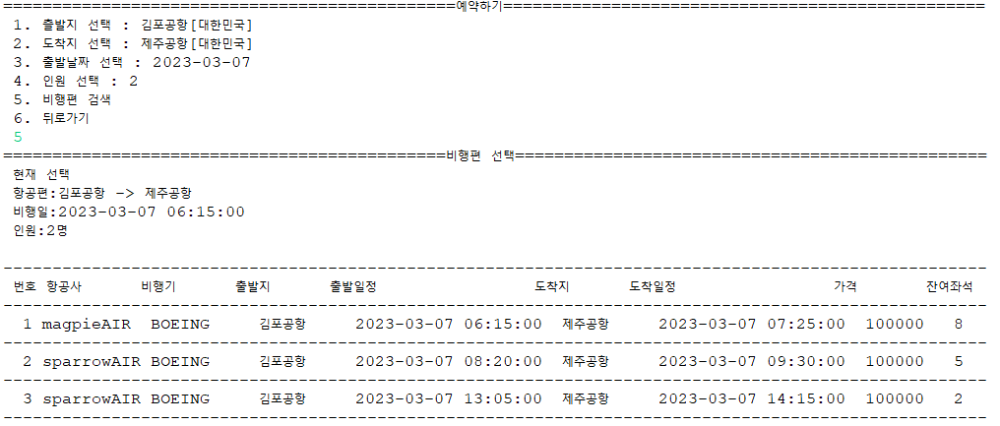 ==============================================예약하기=================================================
1. 출발지 선택 : 김포공항[대한민국]
2. 도착지 선택 : 제주공항[대한민국]
3. 출발날짜 선택 : 2023-03-07
4. 인원 선택 : 2
5. 비행편 검색
6. 뒤로가기
5
=============================================비행편 선택================================================
현재 선택
항공편:김포공항 -> 제주공항
비행일:2023-03-07 06:15:00
인원:2명
----------------------------------------------------------------------------------------------------
번호 항공사 비행기 출발지 출발일정 도착지 도착일정 가격 잔여좌석
----------------------------------------------------------------------------------------------------
1 magpieAIR BOEING 김포공항 2023-03-07 06:15:00 제주공항 2023-03-07 07:25:00 100000 8
----------------------------------------------------------------------------------------------------
2 sparrowAIR BOEING 김포공항 2023-03-07 08:20:00 제주공항 2023-03-07 09:30:00 100000 5
----------------------------------------------------------------------------------------------------
3 sparrowAIR BOEING 김포공항 2023-03-07 13:05:00 제주공항 2023-03-07 14:15:00 100000 2
----------------------------------------------------------------------------------------------------